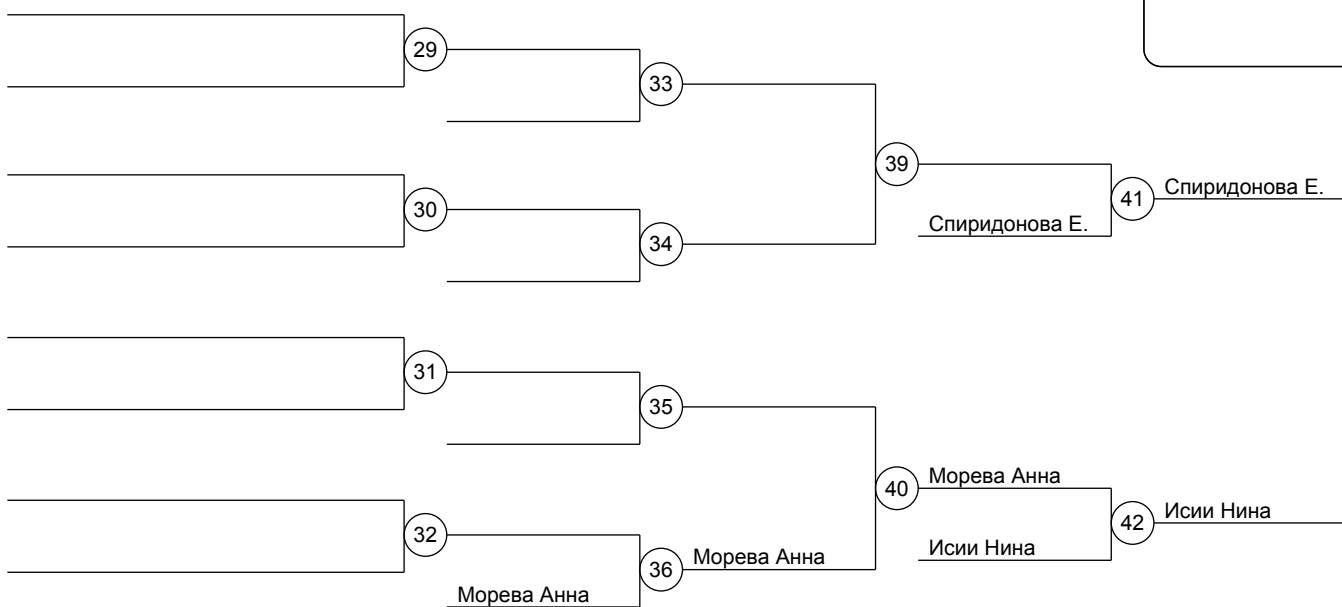 29
33
39
Спиридонова Е.
41
30
Спиридонова Е.
34
31
35
Морева Анна
40
Исии Нина
42
32
Исии Нина
36
Морева Анна
Морева Анна